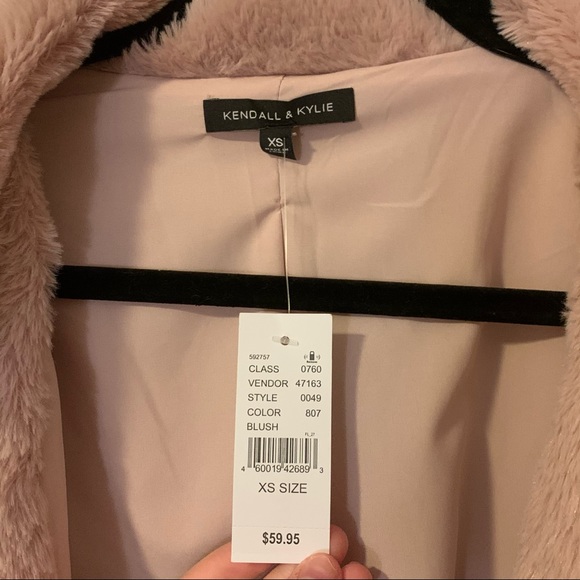 KENDALL & KYLIE
XS
592757
CLASS 0760
VENDOR 47163
STYLE 0049
COLOR 807
BLUSH
4 60019 42689 3
XS SIZE
$59.95